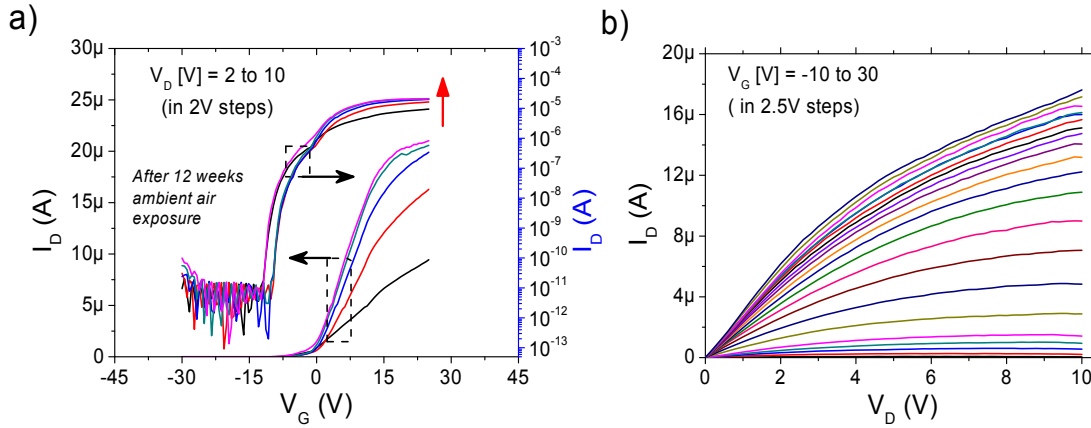 a)
V_D [V] = 2 to 10
(in 2V steps)
After 12 weeks
ambient air
exposure
30µ
25µ
20µ
15µ
10µ
5µ
0
I_D (A)
10^-3
10^-4
10^-5
10^-6
10^-7
10^-8
10^-9
10^-10
10^-11
10^-12
10^-13
I_D (A)
-45 -30 -15 0 15 30 45
V_G (V)
b)
V_G [V] = -10 to 30
( in 2.5V steps)
20µ
16µ
12µ
8µ
4µ
0
I_D (A)
0 2 4 6 8 10
V_D (V)